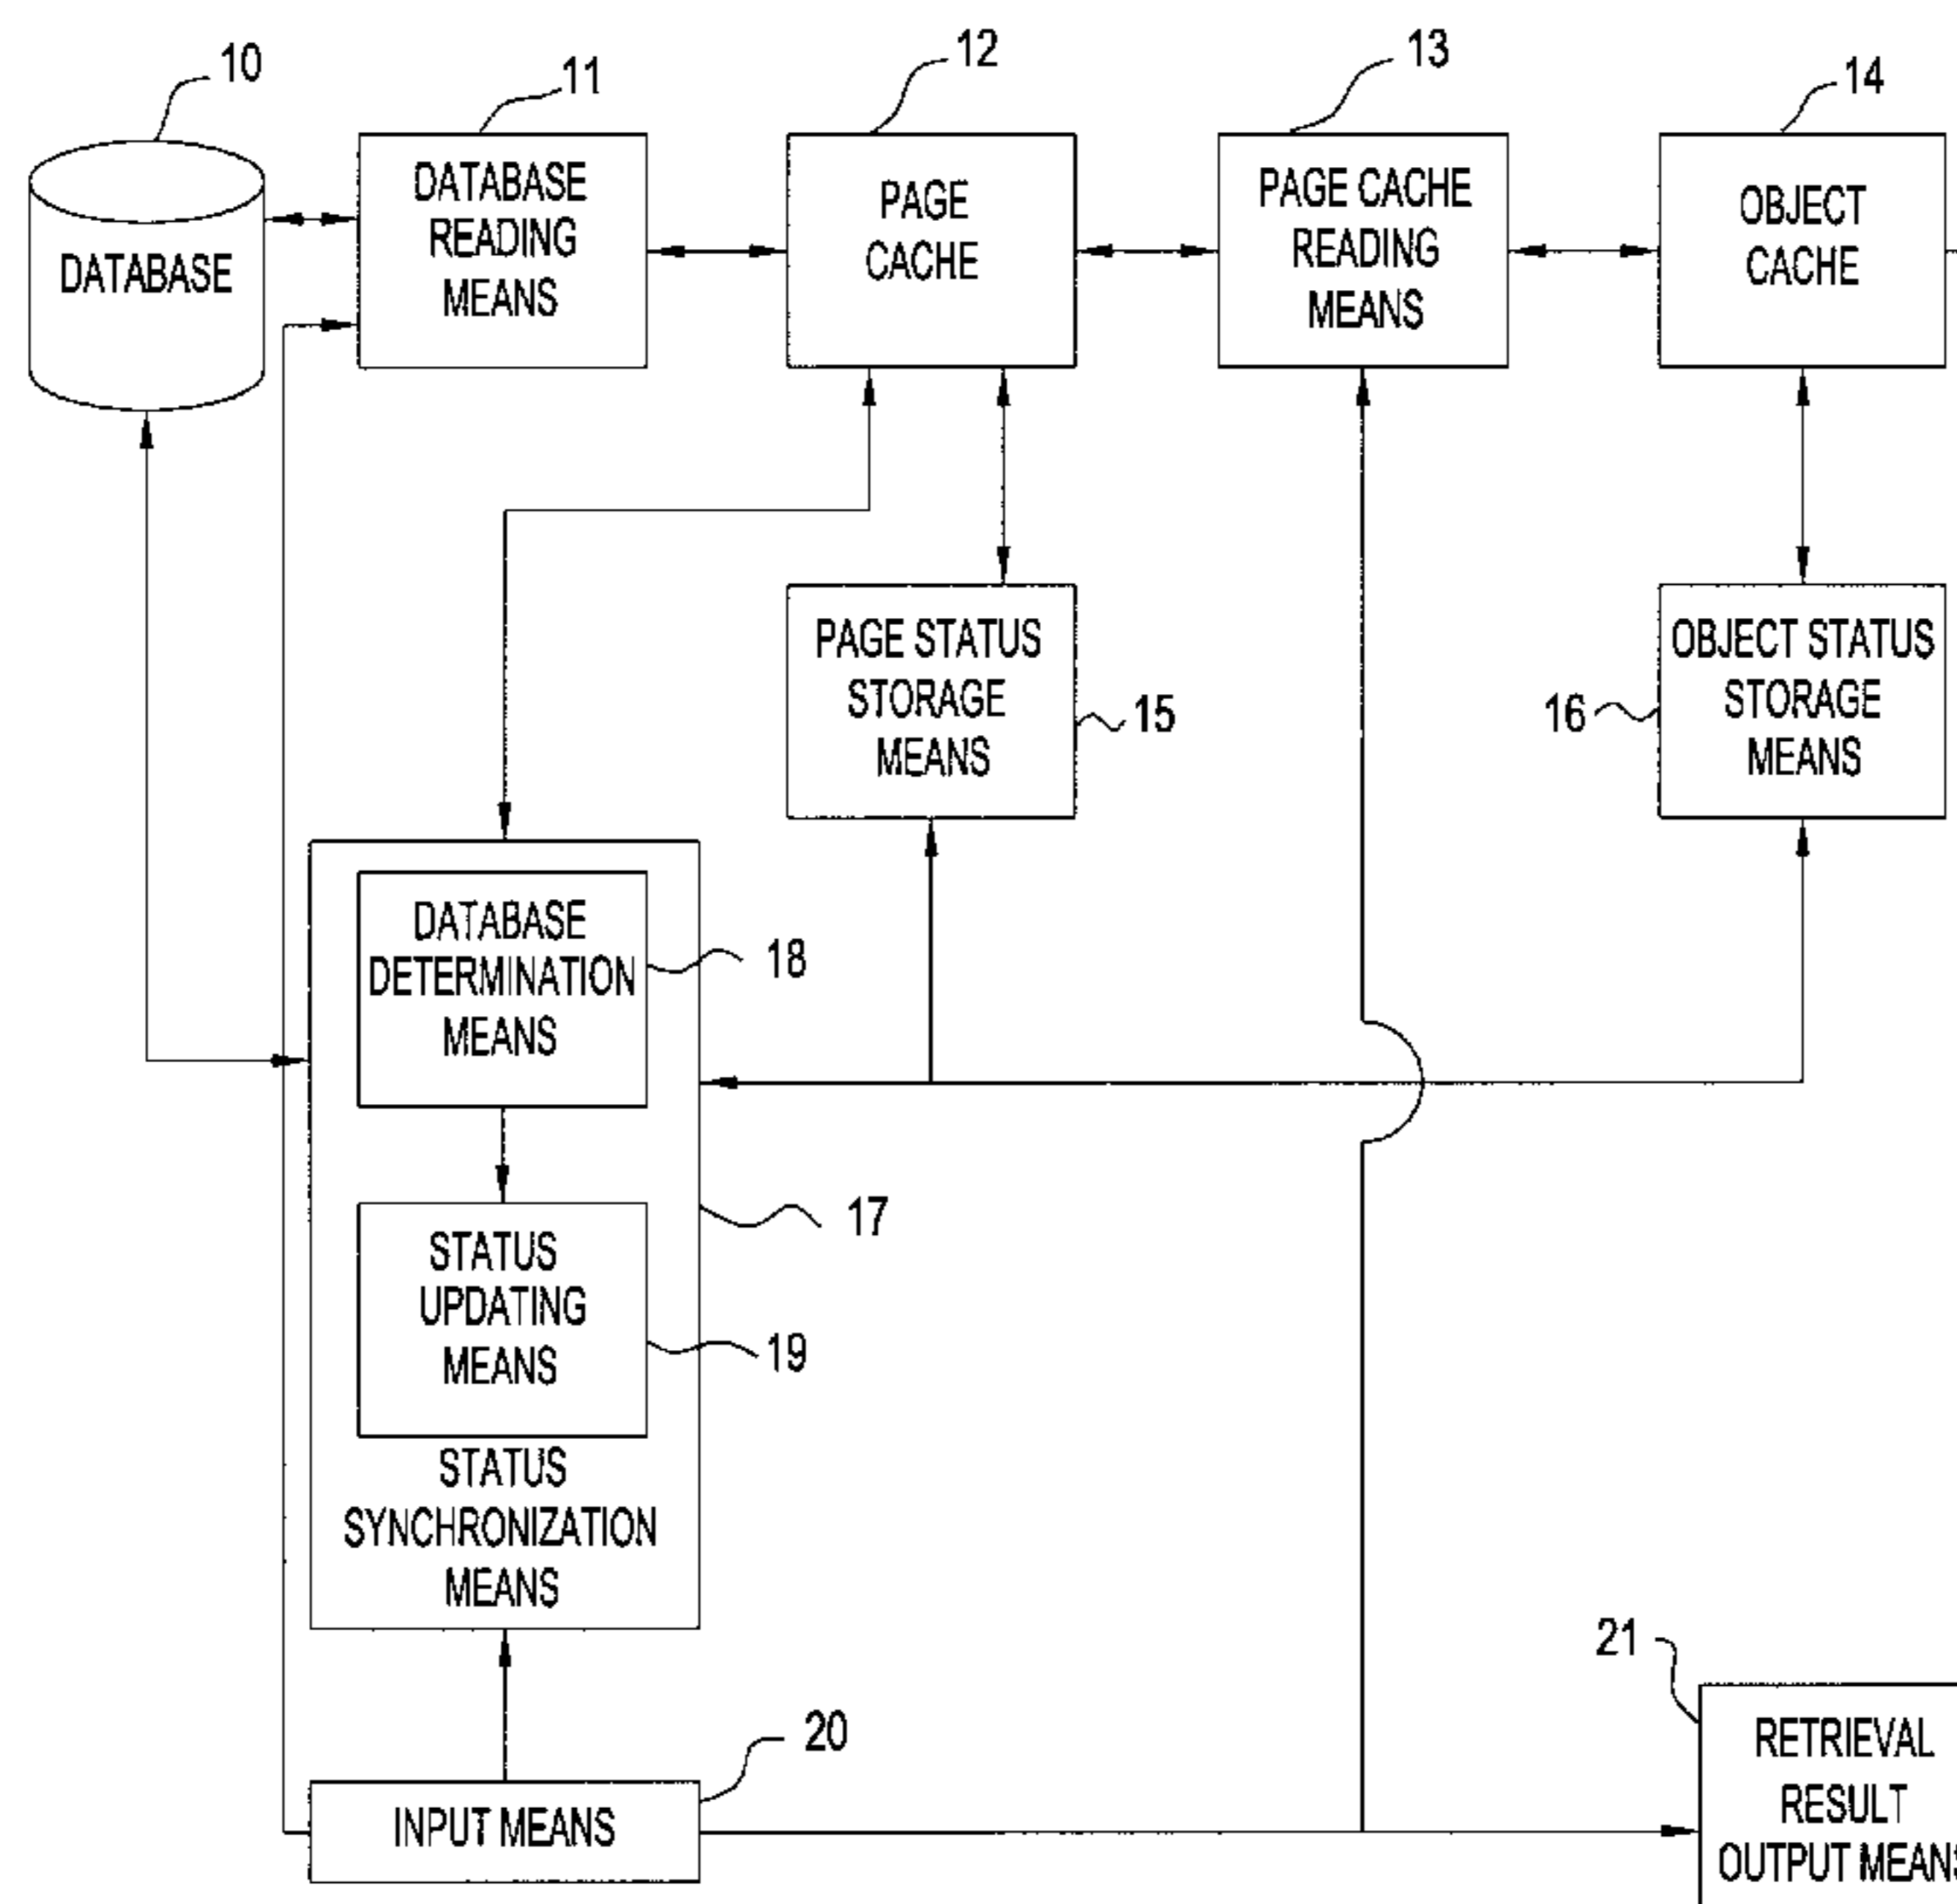 10
11
12
13
14
DATABASE
DATABASE
READING
MEANS
PAGE
CACHE
PAGE CACHE
READING
MEANS
OBJECT
CACHE
PAGE STATUS
STORAGE
MEANS
15
16
OBJECT STATUS
STORAGE
MEANS
DATABASE
DETERMINATION
MEANS
18
17
STATUS
UPDATING
MEANS
19
STATUS
SYNCHRONIZATION
MEANS
20
INPUT MEANS
21
RETRIEVAL
RESULT
OUTPUT MEANS